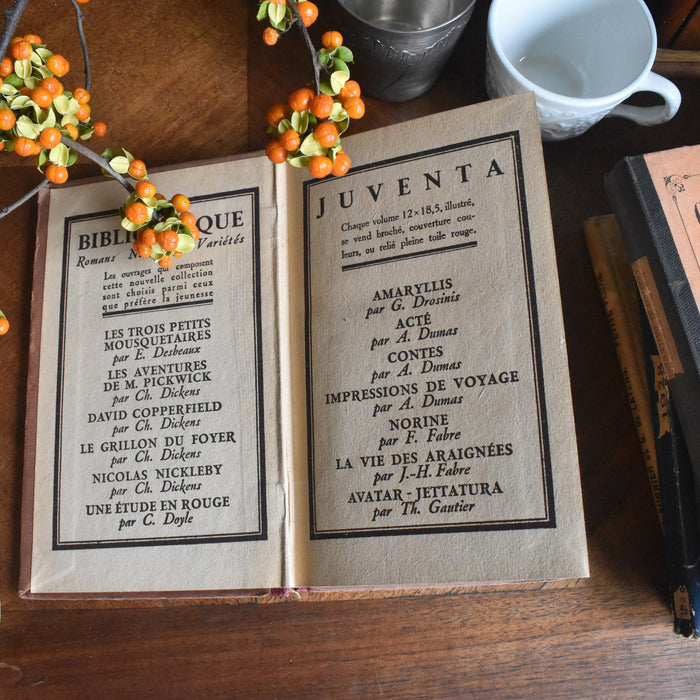 BIBLI QUE
Romans Variétés
Les ouvrages qui composent
cette nouvelle collection
sont choisis parmi ceux
que préfère la jeunesse
LES TROIS PETITS
MOUSQUETAIRES
par E. Desbeaux
LES AVENTURES
DE M. PICKWICK
par Ch. Dickens
DAVID COPPERFIELD
par Ch. Dickens
LE GRILLON DU FOYER
par Ch. Dickens
NICOLAS NICKLEBY
par Ch. Dickens
UNE ÉTUDE EN ROUGE
par C. Doyle
JUVENTA
Chaque volume 12×18,5, illustré,
se vend broché, couverture cou-
leurs, ou relié pleine toile rouge.
AMARYLLIS
par G. Drosinis
ACTÉ
par A. Dumas
CONTES
par A. Dumas
IMPRESSIONS DE VOYAGE
par A. Dumas
NORINE
par F. Fabre
LA VIE DES ARAIGNÉES
par J.-H. Fabre
AVATAR - JETTATURA
par Th. Gautier